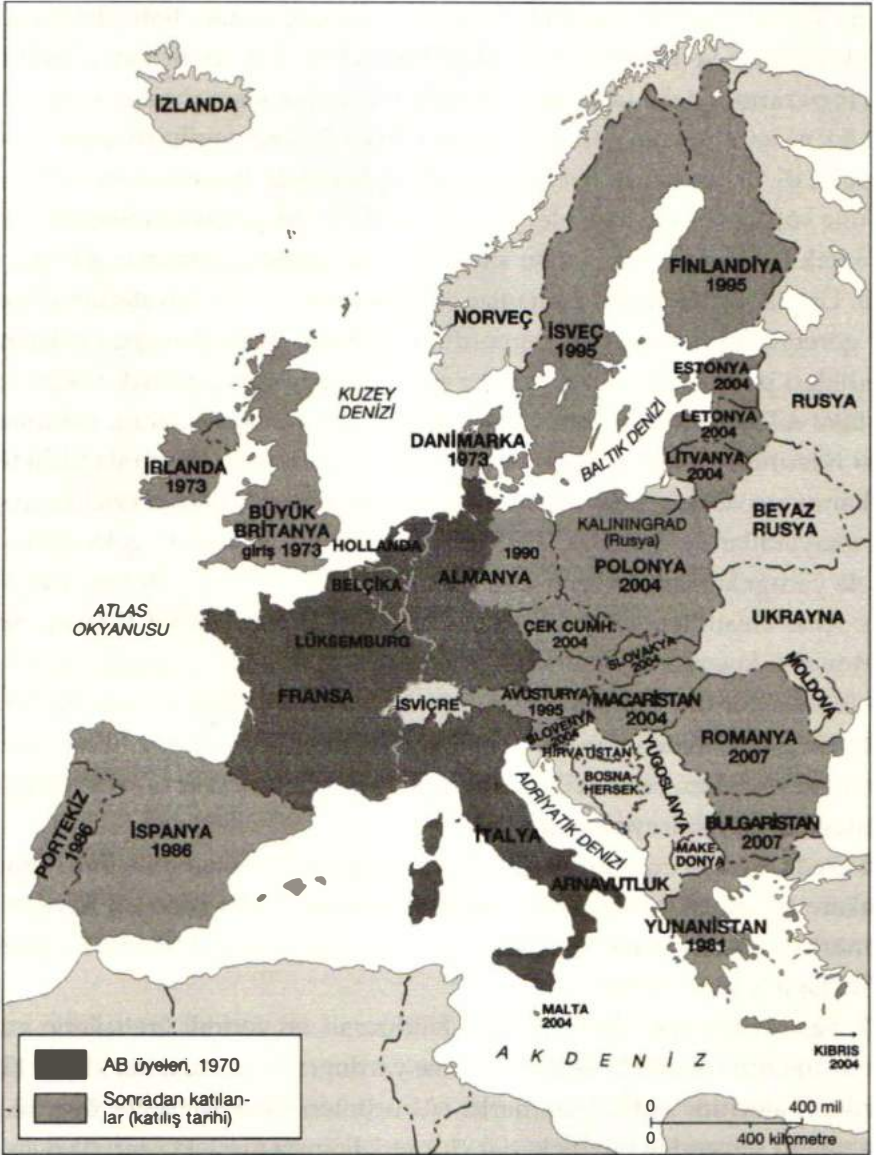 İZLANDA
FİNLANDİYA
1995
NORVEÇ
İSVEÇ
1995
ESTONYA
2004
KUZEY
DENİZİ
RUSYA
LETONYA
2004
DANİMARKA
1973
BALTIK DENİZİ
LİTVANYA
2004
İRLANDA
1973
BÜYÜK
BRİTANYA
giriş 1973
BEYAZ
RUSYA
KALININGRAD
(Rusya)
HOLLANDA
1990
POLONYA
2004
ALMANYA
BELÇİKA
ATLAS
OKYANUSU
UKRAYNA
ÇEK CUMH.
2004
LÜKSEMBURG
SLOVAKYA
2004
MOLDOVA
FRANSA
İSVİÇRE
AVUSTURYA
1995
MACARİSTAN
2004
SLOVENYA
2004
ROMANYA
2007
HIRVATİSTAN
YUGOSLAVYA
BOSNA
HERSEK
ADRİYATİK DENİZİ
PORTEKİZ
1986
İSPANYA
1986
İTALYA
BULGARİSTAN
2007
MAKE-
DONYA
ARNAVUTLUK
YUNANİSTAN
1981
MALTA
2004
AKDENİZ
KIBRIS
2004
AB üyeleri, 1970
Sonradan katılan-
lar (katılış tarihi)
0 400 mil
0 400 kilometre